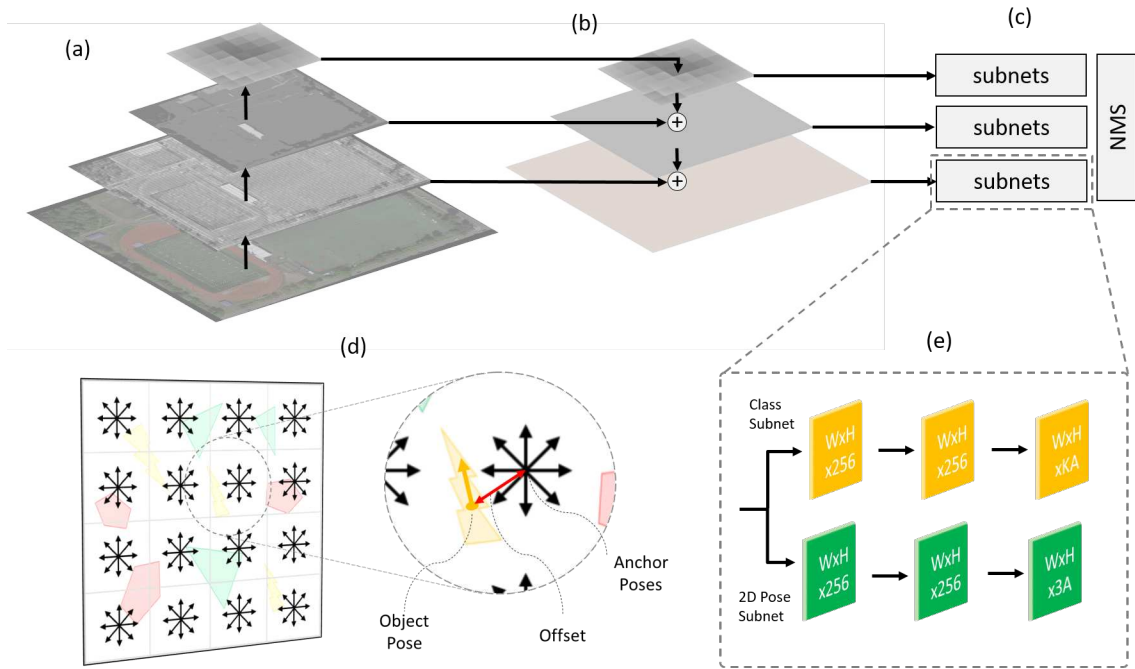 (a)
(b)
(c)
subnets
subnets
subnets
NMS
(d)
Object
Pose
Offset
Anchor
Poses
(e)
Class
Subnet
WxH
x256
WxH
x256
WxH
xKA
2D Pose
Subnet
WxH
x256
WxH
x256
WxH
x3A